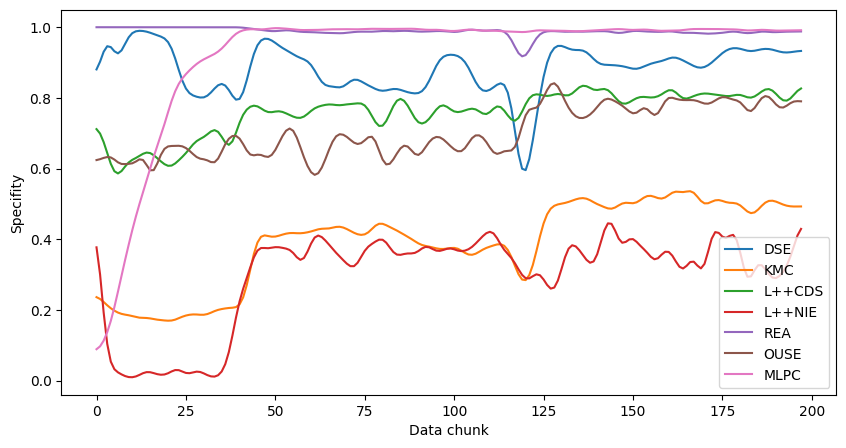 Specifity
1.0
0.8
0.6
0.4
0.2
0.0
0
25
50
75
100
125
150
175
200
Data chunk
DSE
KMC
L++CDS
L++NIE
REA
OUSE
MLPC